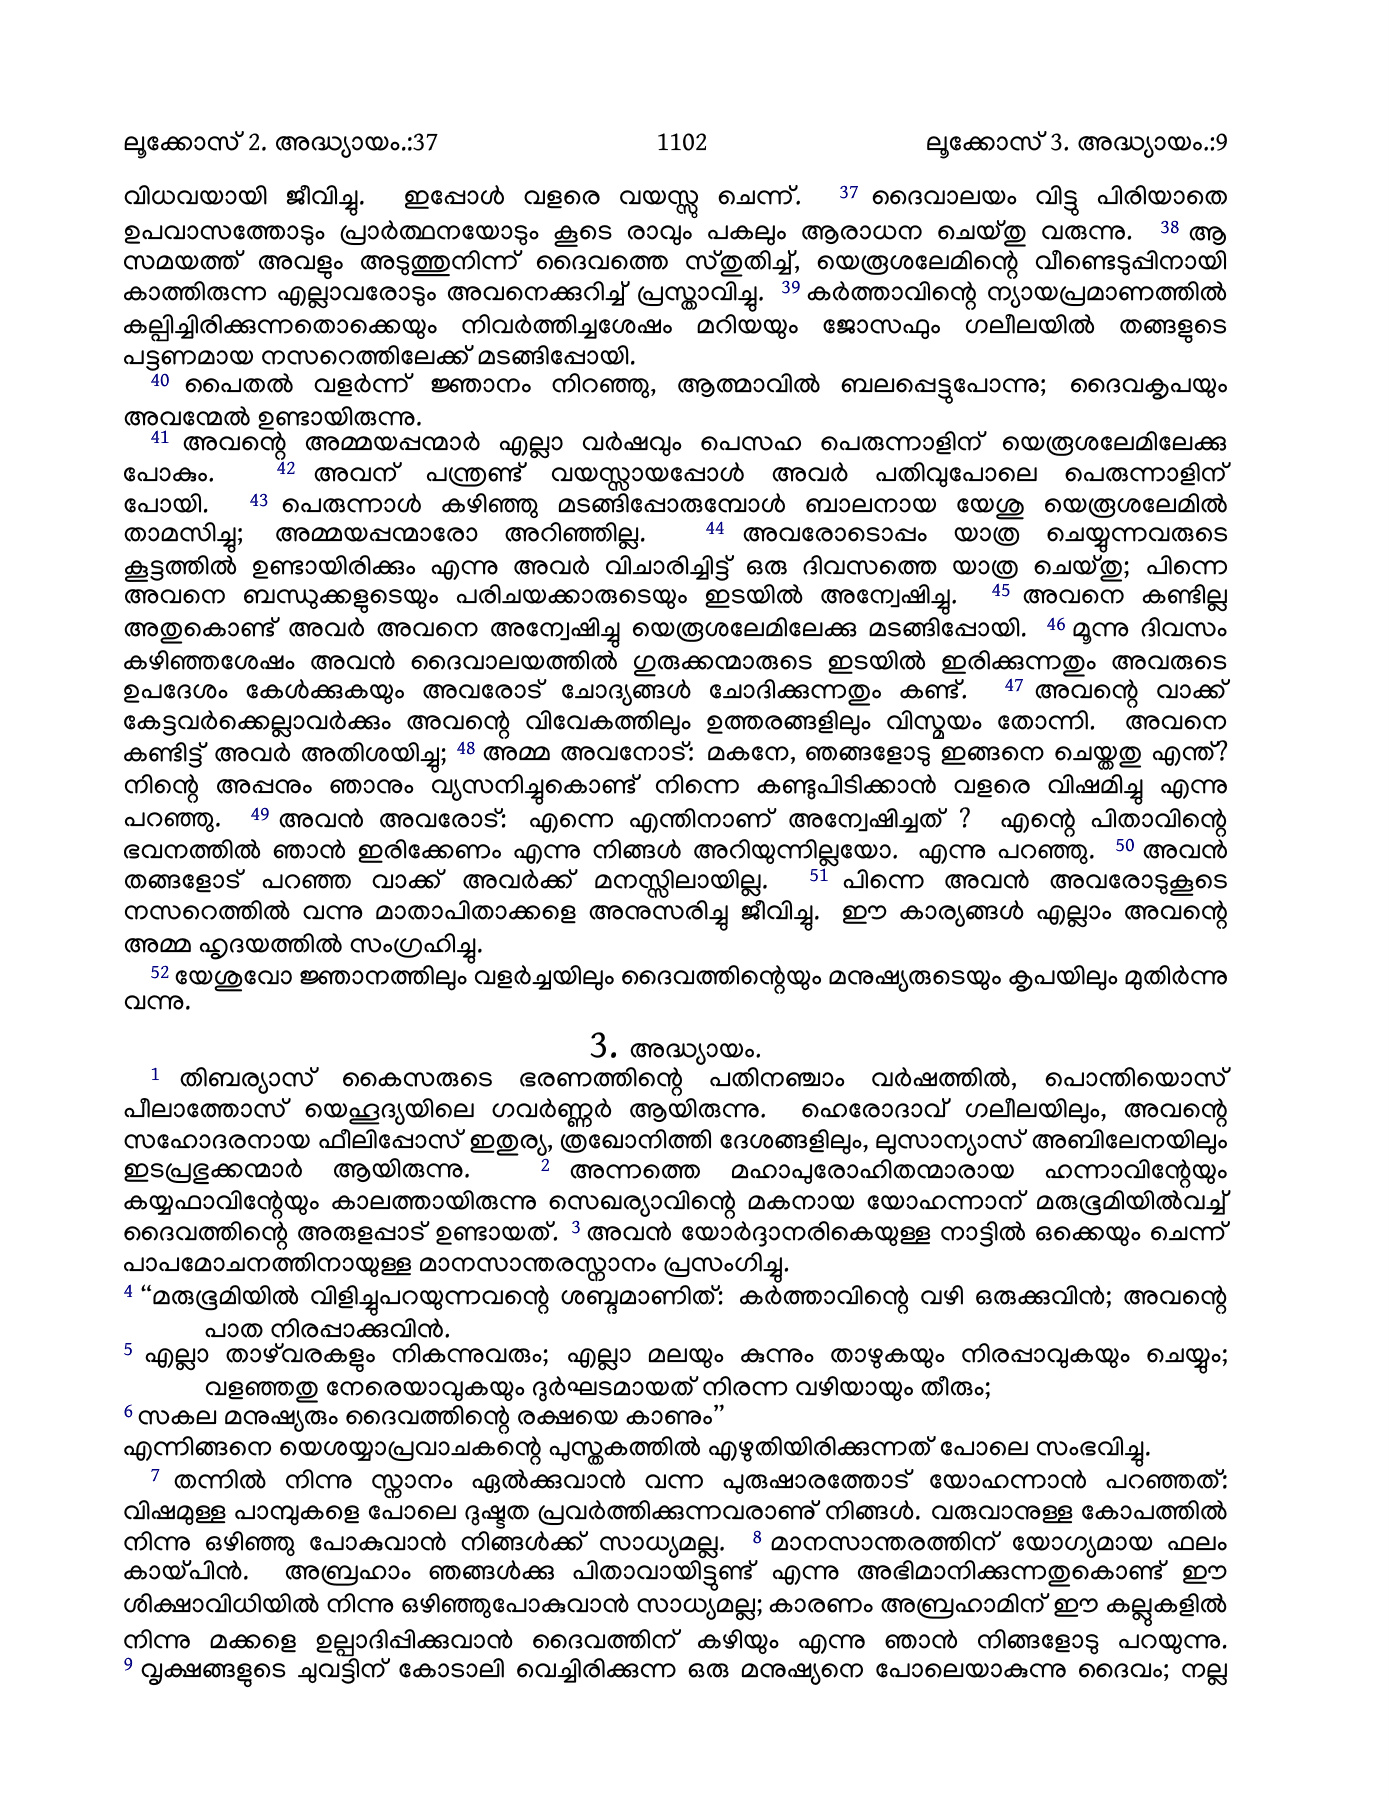 ലൂക്കോസ് 2. അദ്ധ്യായം.:37 1102 ലൂക്കോസ് 3. അദ്ധ്യായം.:9
വിധവയായി ജീവിച്ചു. ഇപ്പോൾ വളരെ വയസ്സു ചെന്ന്. 37 ദൈവാലയം വിട്ടു പിരിയാതെ
ഉപവാസത്തോടും പ്രാർത്ഥനയോടും കൂടെ രാവും പകലും ആരാധന ചെയ്തു വരുന്നു. 38 ആ
സമയത്ത് അവളും അടുത്തുനിന്ന് ദൈവത്തെ സ്തുതിച്ച്, യെരൂശലേമിന്റെ വീണ്ടെടുപ്പിനായി
കാത്തിരുന്ന എല്ലാവരോടും അവനെക്കുറിച്ച് പ്രസ്താവിച്ചു. 39 കർത്താവിന്റെ ന്യായപ്രമാണത്തിൽ
കല്പിച്ചിരിക്കുന്നതൊക്കെയും നിവർത്തിച്ചശേഷം മറിയയും ജോസഫും ഗലീലയിൽ തങ്ങളുടെ
പട്ടണമായ നസറെത്തിലേക്ക് മടങ്ങിപ്പോയി.
40 പൈതൽ വളർന്ന് ജ്ഞാനം നിറഞ്ഞു, ആത്മാവിൽ ബലപ്പെട്ടുപോന്നു; ദൈവകൃപയും
അവന്മേൽ ഉണ്ടായിരുന്നു.
41 അവന്റെ അമ്മയപ്പന്മാർ എല്ലാ വർഷവും പെസഹ പെരുന്നാളിന് യെരൂശലേമിലേക്കു
പോകും. 42 അവന് പന്ത്രണ്ട് വയസ്സായപ്പോൾ അവർ പതിവുപോലെ പെരുന്നാളിന്
പോയി. 43 പെരുന്നാൾ കഴിഞ്ഞു മടങ്ങിപ്പോരുമ്പോൾ ബാലനായ യേശു യെരൂശലേമിൽ
താമസിച്ചു; അമ്മയപ്പന്മാരോ അറിഞ്ഞില്ല. 44 അവരോടൊപ്പം യാത്ര ചെയ്യുന്നവരുടെ
കൂട്ടത്തിൽ ഉണ്ടായിരിക്കും എന്നു അവർ വിചാരിച്ചിട്ട് ഒരു ദിവസത്തെ യാത്ര ചെയ്തു; പിന്നെ
അവനെ ബന്ധുക്കളുടെയും പരിചയക്കാരുടെയും ഇടയിൽ അന്വേഷിച്ചു. 45 അവനെ കണ്ടില്ല
അതുകൊണ്ട് അവർ അവനെ അന്വേഷിച്ചു യെരൂശലേമിലേക്കു മടങ്ങിപ്പോയി. 46 മൂന്നു ദിവസം
കഴിഞ്ഞശേഷം അവൻ ദൈവാലയത്തിൽ ഗുരുക്കന്മാരുടെ ഇടയിൽ ഇരിക്കുന്നതും അവരുടെ
ഉപദേശം കേൾക്കുകയും അവരോട് ചോദ്യങ്ങൾ ചോദിക്കുന്നതും കണ്ട്. 47 അവന്റെ വാക്ക്
കേട്ടവർക്കെല്ലാവർക്കും അവന്റെ വിവേകത്തിലും ഉത്തരങ്ങളിലും വിസ്മയം തോന്നി. അവനെ
കണ്ടിട്ട് അവർ അതിശയിച്ചു; 48 അമ്മ അവനോട്: മകനേ, ഞങ്ങളോടു ഇങ്ങനെ ചെയ്തതു എന്ത്?
നിന്റെ അപ്പനും ഞാനും വ്യസനിച്ചുകൊണ്ട് നിന്നെ കണ്ടുപിടിക്കാൻ വളരെ വിഷമിച്ചു എന്നു
പറഞ്ഞു. 49 അവൻ അവരോട്: എന്നെ എന്തിനാണ് അന്വേഷിച്ചത് ? എന്റെ പിതാവിന്റെ
ഭവനത്തിൽ ഞാൻ ഇരിക്കേണം എന്നു നിങ്ങൾ അറിയുന്നില്ലയോ. എന്നു പറഞ്ഞു. 50 അവൻ
തങ്ങളോട് പറഞ്ഞ വാക്ക് അവർക്ക് മനസ്സിലായില്ല. 51 പിന്നെ അവൻ അവരോടുകൂടെ
നസറെത്തിൽ വന്നു മാതാപിതാക്കളെ അനുസരിച്ചു ജീവിച്ചു. ഈ കാര്യങ്ങൾ എല്ലാം അവന്റെ
അമ്മ ഹൃദയത്തിൽ സംഗ്രഹിച്ചു.
52 യേശുവോ ജ്ഞാനത്തിലും വളർച്ചയിലും ദൈവത്തിന്റെയും മനുഷ്യരുടെയും കൃപയിലും മുതിർന്നു
വന്നു.
3. അദ്ധ്യായം.
1 തിബര്യാസ് കൈസരുടെ ഭരണത്തിന്റെ പതിനഞ്ചാം വർഷത്തിൽ, പൊന്തിയൊസ്
പീലാത്തോസ് യെഹൂദ്യയിലെ ഗവർണ്ണർ ആയിരുന്നു. ഹെരോദാവ് ഗലീലയിലും, അവന്റെ
സഹോദരനായ ഫീലിപ്പോസ് ഇതുര്യ, ത്രഖോനിത്തി ദേശങ്ങളിലും, ലുസാന്യാസ് അബിലേനയിലും
ഇടപ്രഭുക്കന്മാർ ആയിരുന്നു. 2 അന്നത്തെ മഹാപുരോഹിതന്മാരായ ഹന്നാവിന്റേയും
കയ്യഫാവിന്റേയും കാലത്തായിരുന്നു സെഖര്യാവിന്റെ മകനായ യോഹന്നാന് മരുഭൂമിയിൽവച്ച്
ദൈവത്തിന്റെ അരുളപ്പാട് ഉണ്ടായത്. 3 അവൻ യോർദ്ദാനരികെയുള്ള നാട്ടിൽ ഒക്കെയും ചെന്ന്
പാപമോചനത്തിനായുള്ള മാനസാന്തരസ്നാനം പ്രസംഗിച്ചു.
4 “മരുഭൂമിയിൽ വിളിച്ചുപറയുന്നവന്റെ ശബ്ദമാണിത്: കർത്താവിന്റെ വഴി ഒരുക്കുവിൻ; അവന്റെ
പാത നിരപ്പാക്കുവിൻ.
5 എല്ലാ താഴ്‌വരകളും നികന്നുവരും; എല്ലാ മലയും കുന്നും താഴുകയും നിരപ്പാവുകയും ചെയ്യും;
വളഞ്ഞതു നേരെയാവുകയും ദുർഘടമായത് നിരന്ന വഴിയായും തീരും;
6 സകല മനുഷ്യരും ദൈവത്തിന്റെ രക്ഷയെ കാണും”
എന്നിങ്ങനെ യെശയ്യാപ്രവാചകന്റെ പുസ്തകത്തിൽ എഴുതിയിരിക്കുന്നത് പോലെ സംഭവിച്ചു.
7 തന്നിൽ നിന്നു സ്നാനം ഏൽക്കുവാൻ വന്ന പുരുഷാരത്തോട് യോഹന്നാൻ പറഞ്ഞത്:
വിഷമുള്ള പാമ്പുകളെ പോലെ ദുഷ്ടത പ്രവർത്തിക്കുന്നവരാണു് നിങ്ങൾ. വരുവാനുള്ള കോപത്തിൽ
നിന്നു ഒഴിഞ്ഞു പോകുവാൻ നിങ്ങൾക്ക് സാധ്യമല്ല. 8 മാനസാന്തരത്തിന് യോഗ്യമായ ഫലം
കായ്പിൻ. അബ്രഹാം ഞങ്ങൾക്കു പിതാവായിട്ടുണ്ട് എന്നു അഭിമാനിക്കുന്നതുകൊണ്ട് ഈ
ശിക്ഷാവിധിയിൽ നിന്നു ഒഴിഞ്ഞുപോകുവാൻ സാധ്യമല്ല; കാരണം അബ്രഹാമിന് ഈ കല്ലുകളിൽ
നിന്നു മക്കളെ ഉല്പാദിപ്പിക്കുവാൻ ദൈവത്തിന് കഴിയും എന്നു ഞാൻ നിങ്ങളോടു പറയുന്നു.
9 വൃക്ഷങ്ങളുടെ ചുവട്ടിന് കോടാലി വെച്ചിരിക്കുന്ന ഒരു മനുഷ്യനെ പോലെയാകുന്നു ദൈവം; നല്ല